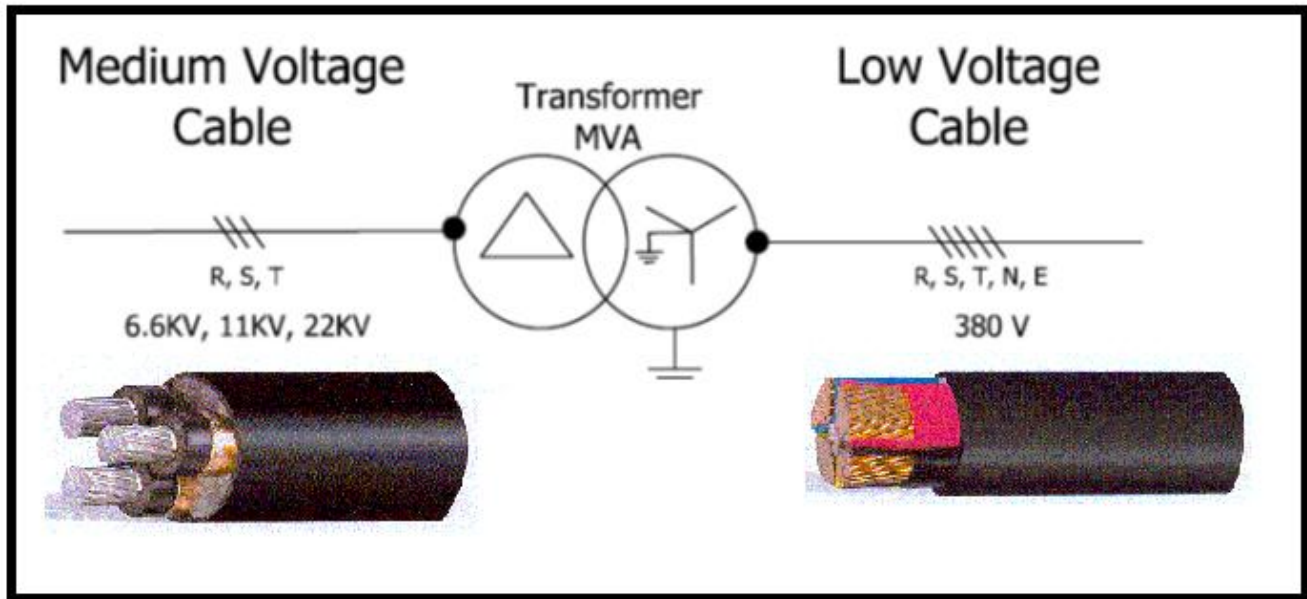 Medium Voltage
Cable
Transformer
MVA
Low Voltage
Cable
R, S, T
6.6KV, 11KV, 22KV
R, S, T, N, E
380 V